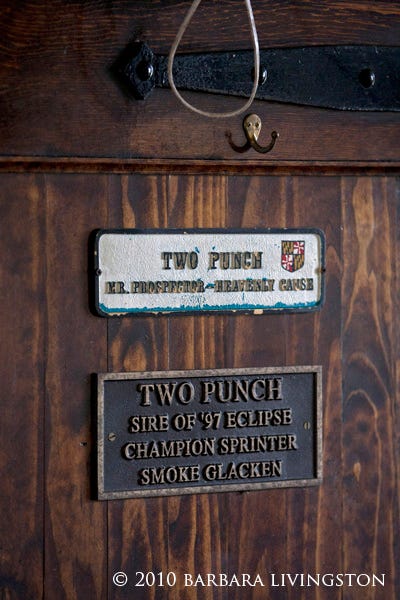 TWO PUNCH
MR. PROSPECTOR - HEAVENLY CAUSE
TWO PUNCH
SIRE OF '97 ECLIPSE
CHAMPION SPRINTER
SMOKE GLACKEN
© 2010 BARBARA LIVINGSTON